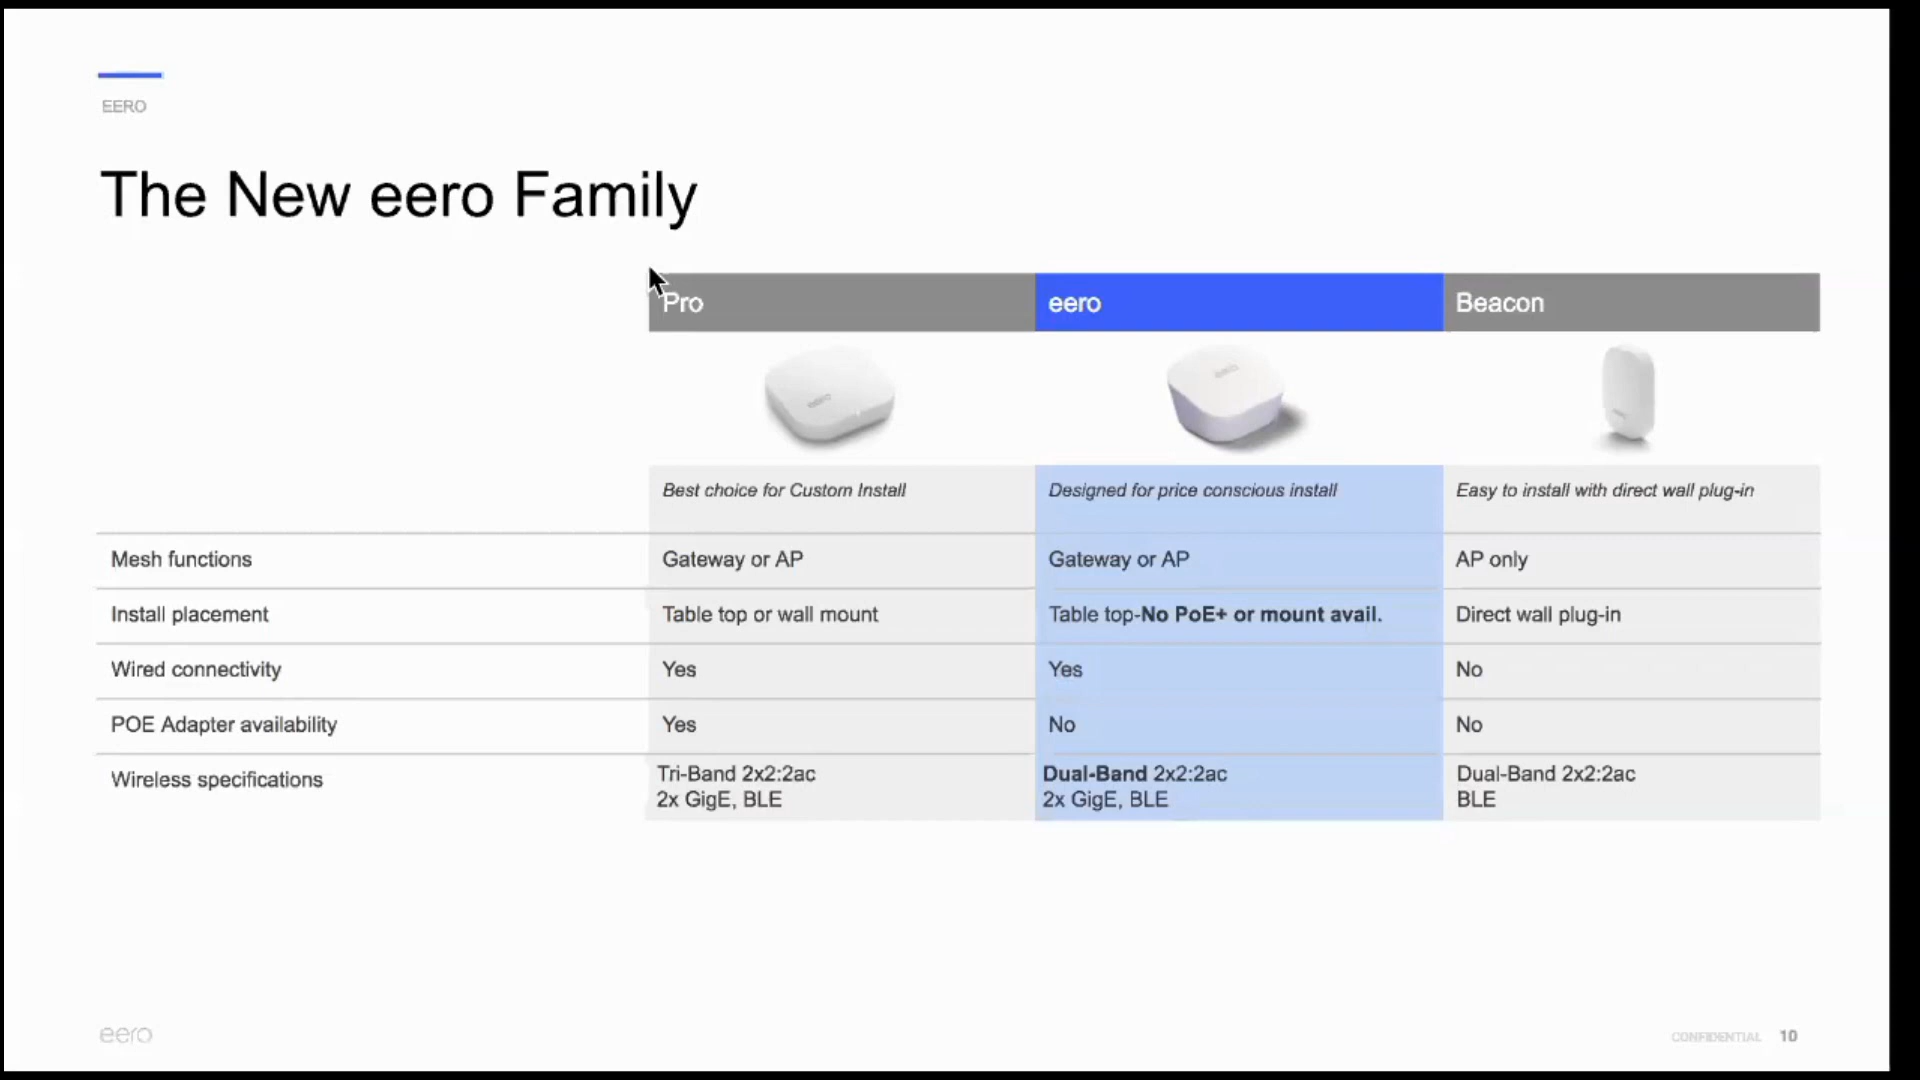 EERO
The New eero Family
Pro eero Beacon
eero
eero
Best choice for Custom Install Designed for price conscious install Easy to install with direct wall plug-in
Mesh functions Gateway or AP Gateway or AP AP only
Install placement Table top or wall mount Table top-No PoE+ or mount avail. Direct wall plug-in
Wired connectivity Yes Yes No
POE Adapter availability Yes No No
Wireless specifications Tri-Band 2x2:2ac Dual-Band 2x2:2ac Dual-Band 2x2:2ac
2x GigE, BLE 2x GigE, BLE BLE
eero CONFIDENTIAL 10